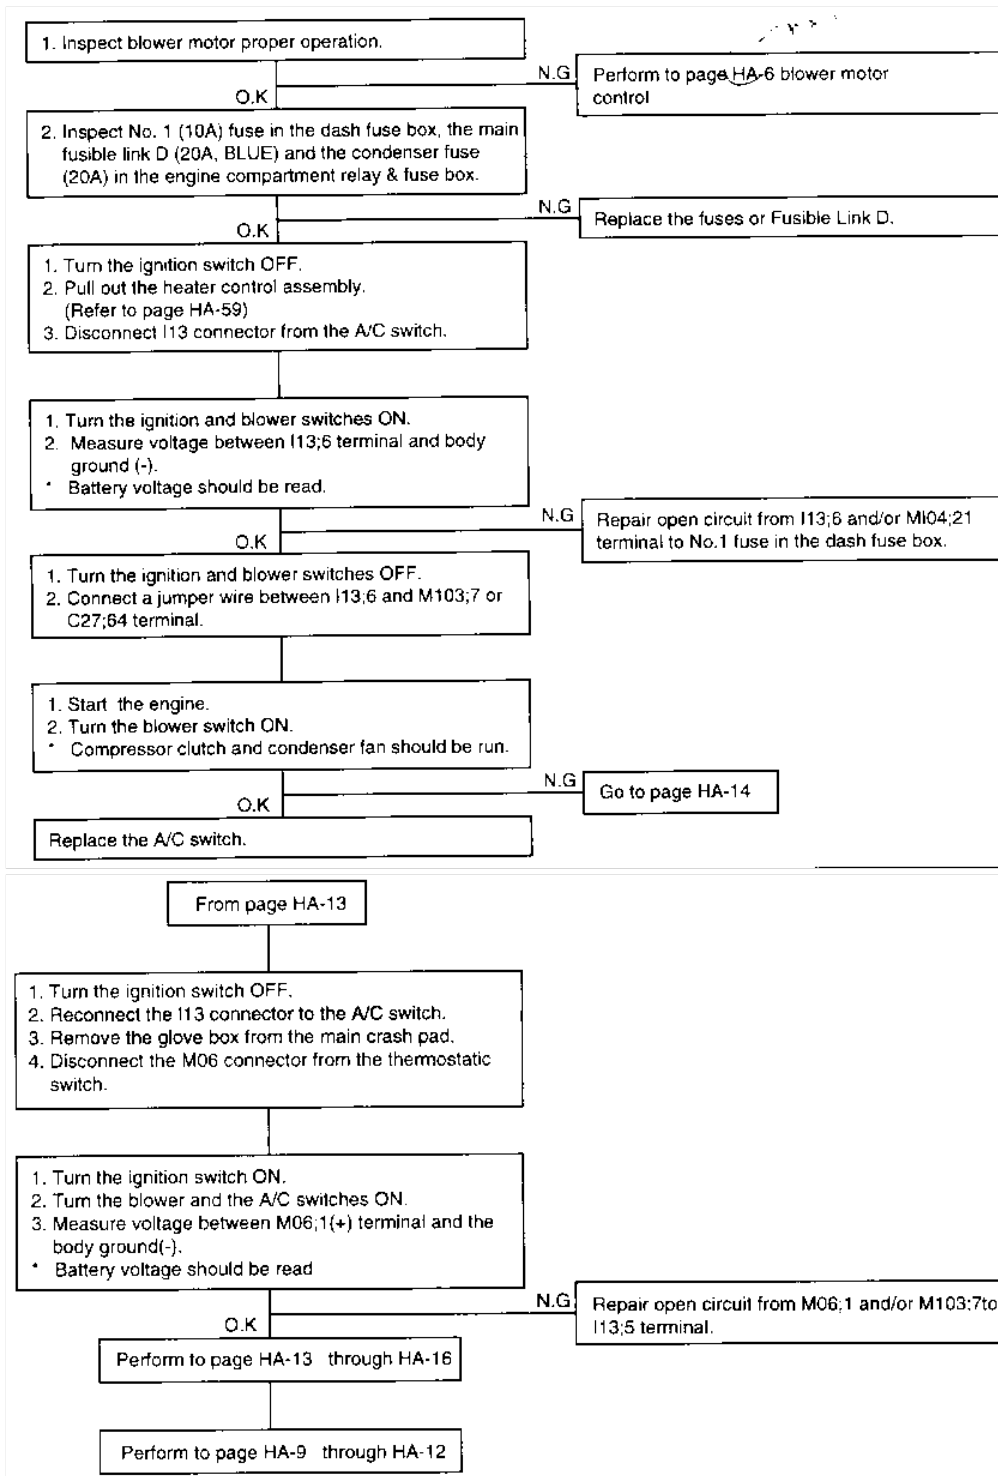 1. Inspect blower motor proper operation.
N.G
Perform to page HA-6 blower motor
control
O.K
2. Inspect No. 1 (10A) fuse in the dash fuse box, the main
fusible link D (20A, BLUE) and the condenser fuse
(20A) in the engine compartment relay & fuse box.
N.G
Replace the fuses or Fusible Link D.
O.K
1. Turn the ignition switch OFF.
2. Pull out the heater control assembly.
(Refer to page HA-59)
3. Disconnect I13 connector from the A/C switch.
1. Turn the ignition and blower switches ON.
2. Measure voltage between I13;6 terminal and body
ground (-).
* Battery voltage should be read.
N.G
Repair open circuit from I13;6 and/or MI04;21
terminal to No.1 fuse in the dash fuse box.
O.K
1. Turn the ignition and blower switches OFF.
2. Connect a jumper wire between I13;6 and M103;7 or
C27;64 terminal.
1. Start the engine.
2. Turn the blower switch ON.
* Compressor clutch and condenser fan should be run.
N.G
Go to page HA-14
O.K
Replace the A/C switch.
From page HA-13
1. Turn the ignition switch OFF.
2. Reconnect the I13 connector to the A/C switch.
3. Remove the glove box from the main crash pad.
4. Disconnect the M06 connector from the thermostatic
switch.
1. Turn the ignition switch ON.
2. Turn the blower and the A/C switches ON.
3. Measure voltage between M06;1(+) terminal and the
body ground(-).
* Battery voltage should be read
N.G
Repair open circuit from M06;1 and/or M103;7to
I13;5 terminal.
O.K
Perform to page HA-13 through HA-16
Perform to page HA-9 through HA-12